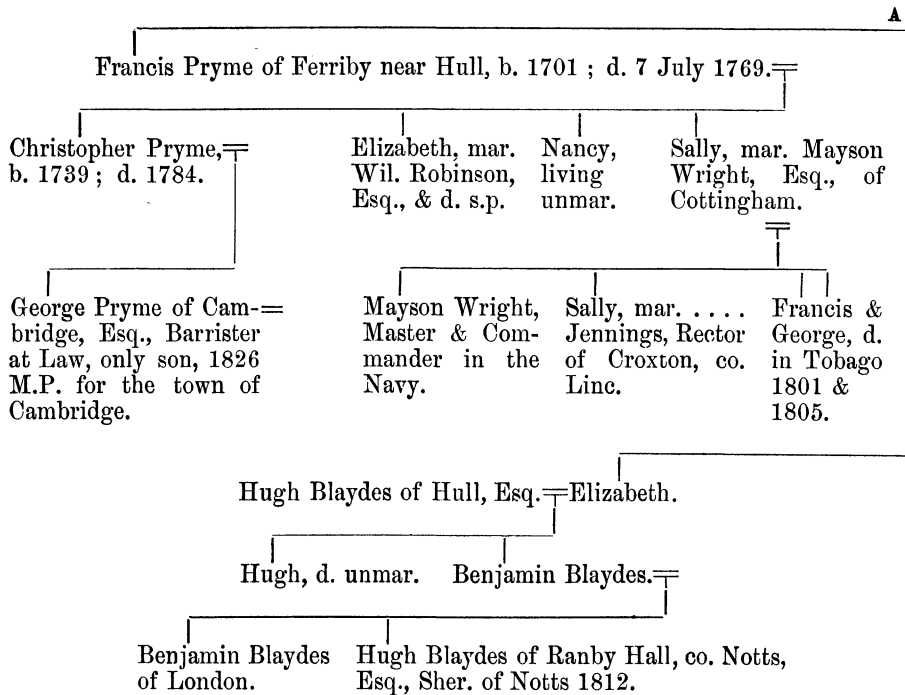 A
Francis Pryme of Ferriby near Hull, b. 1701 ; d. 7 July 1769.
Christopher Pryme,
b. 1739 ; d. 1784.
Elizabeth, mar.
Wil. Robinson,
Esq., & d. s.p.
Nancy,
living
unmar.
Sally, mar. Mayson
Wright, Esq., of
Cottingham.
George Pryme of Cam-
bridge, Esq., Barrister
at Law, only son, 1826
M.P. for the town of
Cambridge.
Mayson Wright,
Master & Com-
mander in the
Navy.
Sally, mar. . . . . .
Jennings, Rector
of Croxton, co.
Linc.
Francis &
George, d.
in Tobago
1801 &
1805.
Hugh Blaydes of Hull, Esq.=Elizabeth.
Hugh, d. unmar.
Benjamin Blaydes.
Benjamin Blaydes
of London.
Hugh Blaydes of Ranby Hall, co. Notts,
Esq., Sher. of Notts 1812.